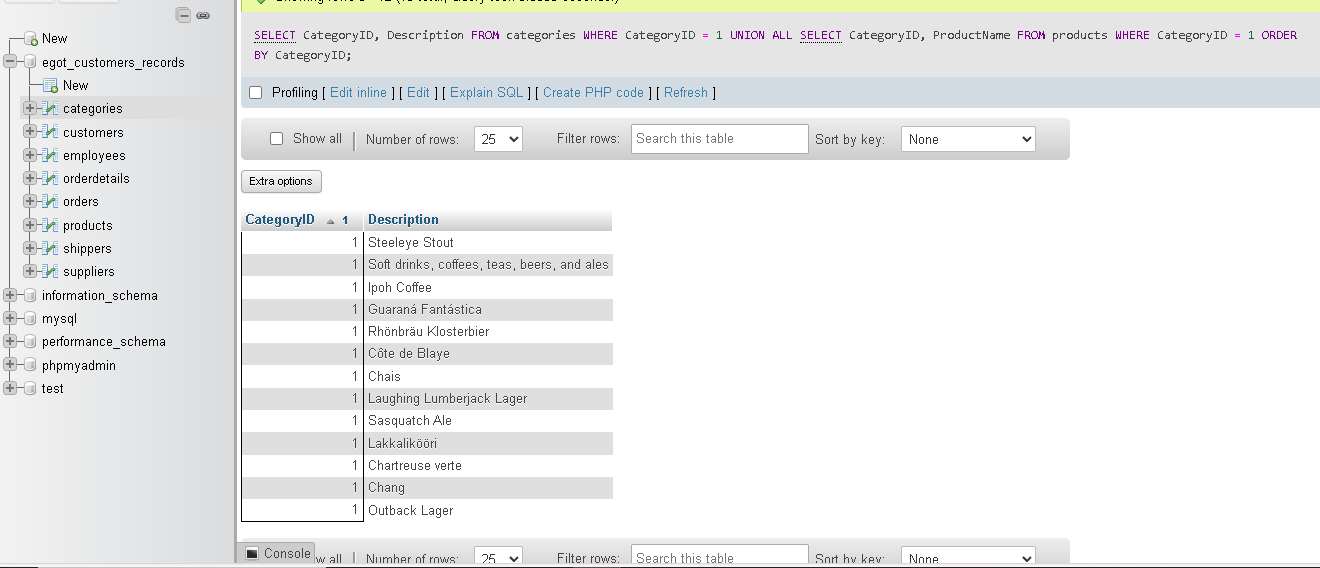 New
egot_customers_records
New
categories
customers
employees
orderdetails
orders
products
shippers
suppliers
information_schema
mysql
performance_schema
phpmyadmin
test
SELECT CategoryID, Description FROM categories WHERE CategoryID = 1 UNION ALL SELECT CategoryID, ProductName FROM products WHERE CategoryID = 1 ORDER
BY CategoryID;
Profiling [ Edit inline ] [ Edit ] [ Explain SQL ] [ Create PHP code ] [ Refresh ]
Show all | Number of rows: 25 Filter rows: Search this table Sort by key: None
Extra options
CategoryID 1 Description
1 Steeleye Stout
1 Soft drinks, coffees, teas, beers, and ales
1 Ipoh Coffee
1 Guaraná Fantástica
1 Rhönbräu Klosterbier
1 Côte de Blaye
1 Chais
1 Laughing Lumberjack Lager
1 Sasquatch Ale
1 Lakkalikööri
1 Chartreuse verte
1 Chang
1 Outback Lager
Console w all | Number of rows: 25 Filter rows: Search this table Sort by key: None